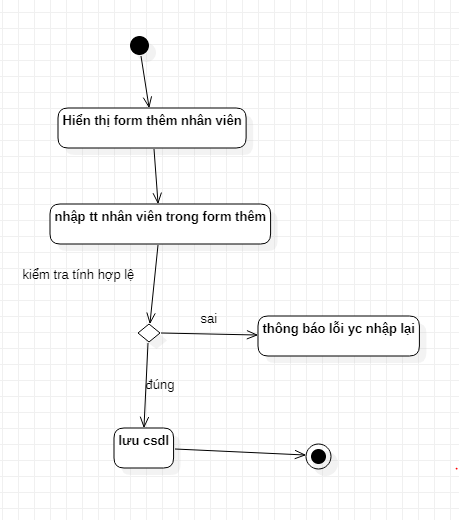 Hiển thị form thêm nhân viên
nhập tt nhân viên trong form thêm
kiểm tra tính hợp lệ
sai
thông báo lỗi yc nhập lại
đúng
lưu csdl